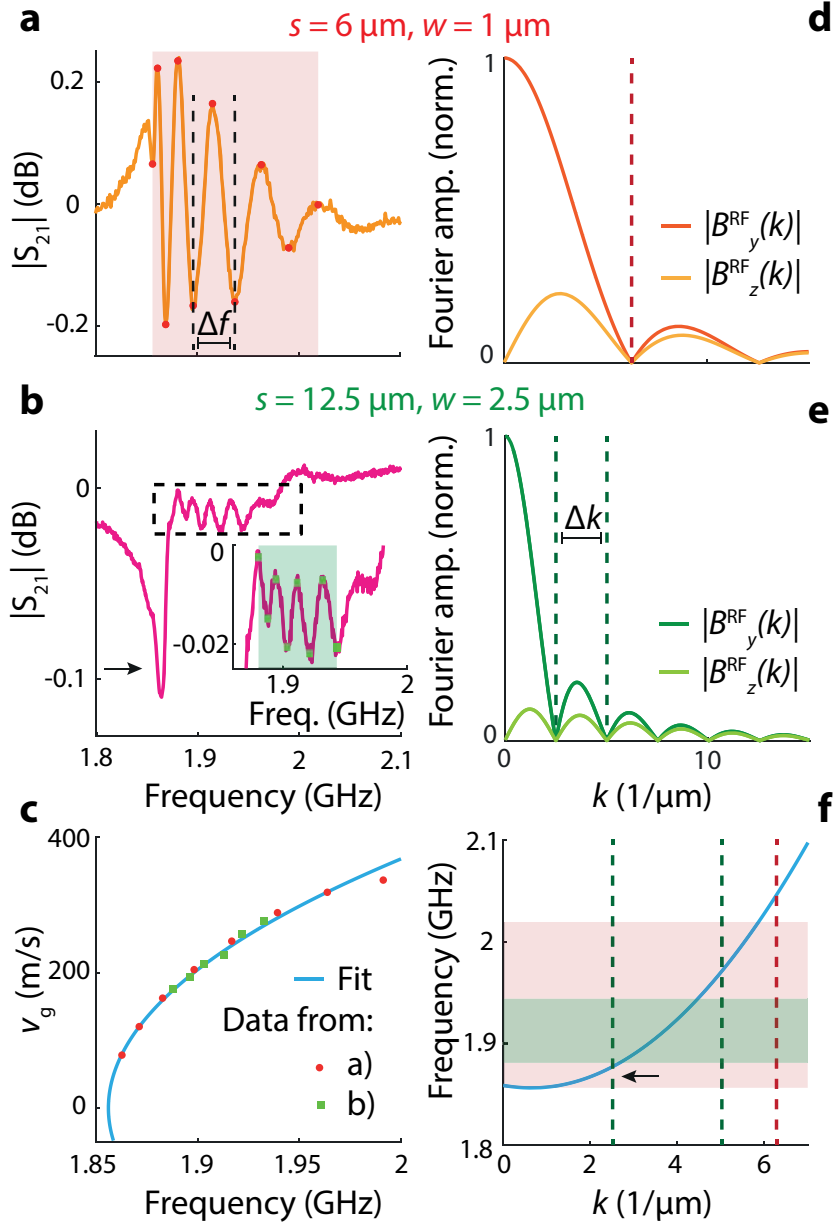 a
s = 6 μm, w = 1 μm
d
0.2
0
-0.2
|S21| (dB)
Δf
1
0
Fourier amp. (norm.)
|B^RF_y(k)|
|B^RF_z(k)|
b
s = 12.5 μm, w = 2.5 μm
e
0
-0.1
|S21| (dB)
0
-0.02
1.9
2
Freq. (GHz)
1.8
1.9
2
2.1
Frequency (GHz)
1
0
Fourier amp. (norm.)
Δk
|B^RF_y(k)|
|B^RF_z(k)|
0
10
k (1/μm)
c
400
200
0
vg (m/s)
Fit
Data from:
a)
b)
1.85
1.9
1.95
2
Frequency (GHz)
f
2.1
2
1.9
1.8
Frequency (GHz)
0
2
4
6
k (1/μm)